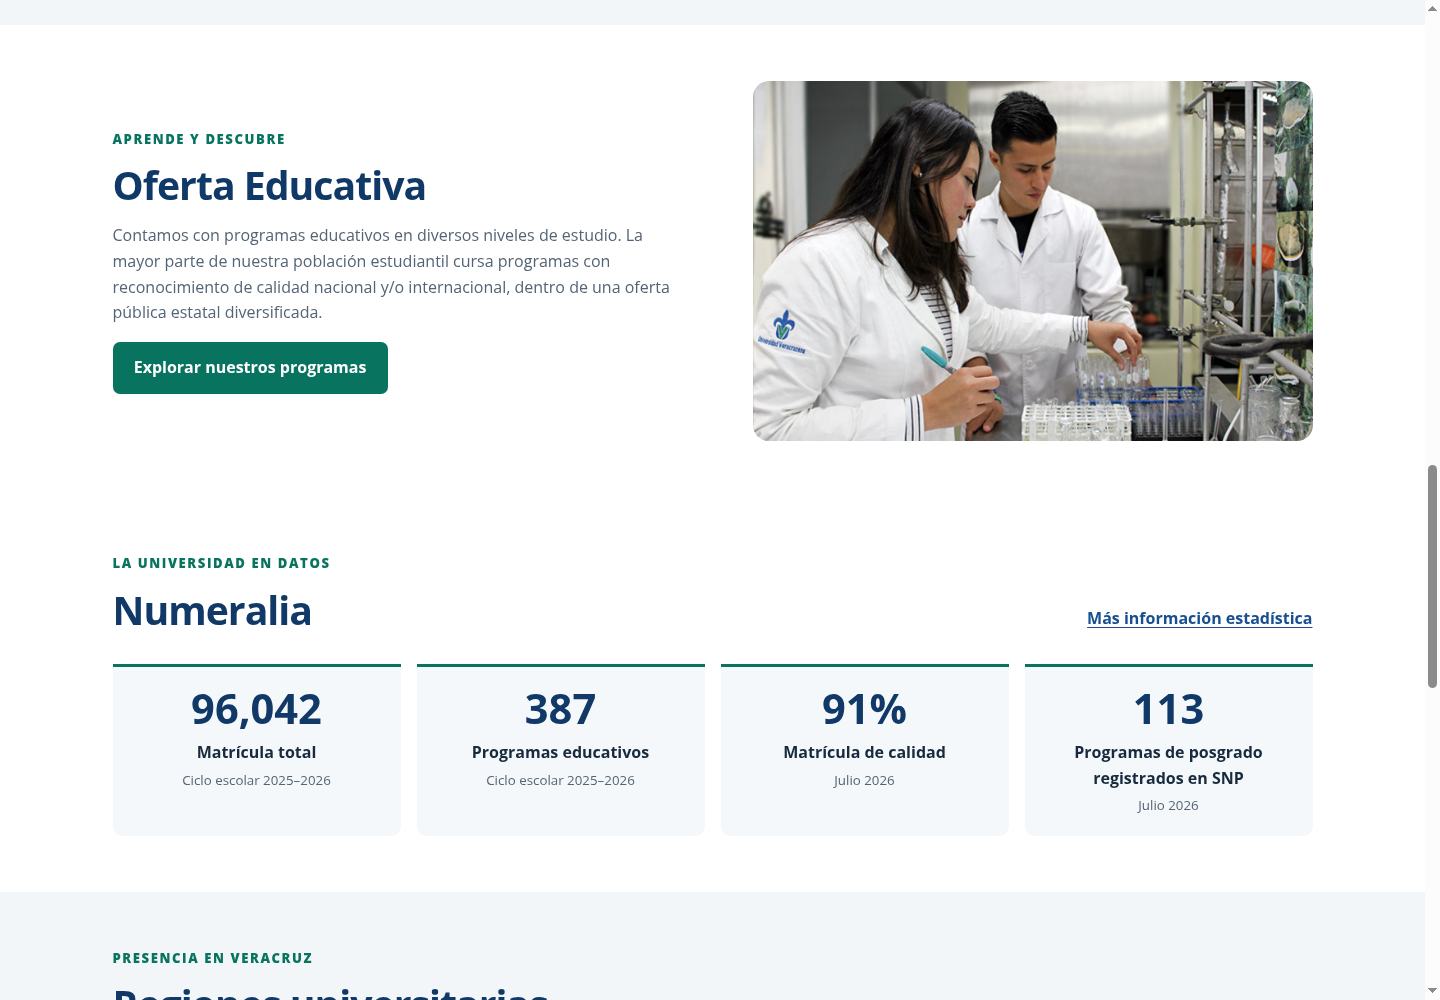 APRENDE Y DESCUBRE
Oferta Educativa
Contamos con programas educativos en diversos niveles de estudio. La
mayor parte de nuestra población estudiantil cursa programas con
reconocimiento de calidad nacional y/o internacional, dentro de una oferta
pública estatal diversificada.
Explorar nuestros programas
Universidad Veracruzana
LA UNIVERSIDAD EN DATOS
Numeralia
Más información estadística
96,042
Matrícula total
Ciclo escolar 2025–2026
387
Programas educativos
Ciclo escolar 2025–2026
91%
Matrícula de calidad
Julio 2026
113
Programas de posgrado
registrados en SNP
Julio 2026
PRESENCIA EN VERACRUZ
Regiones universitarias